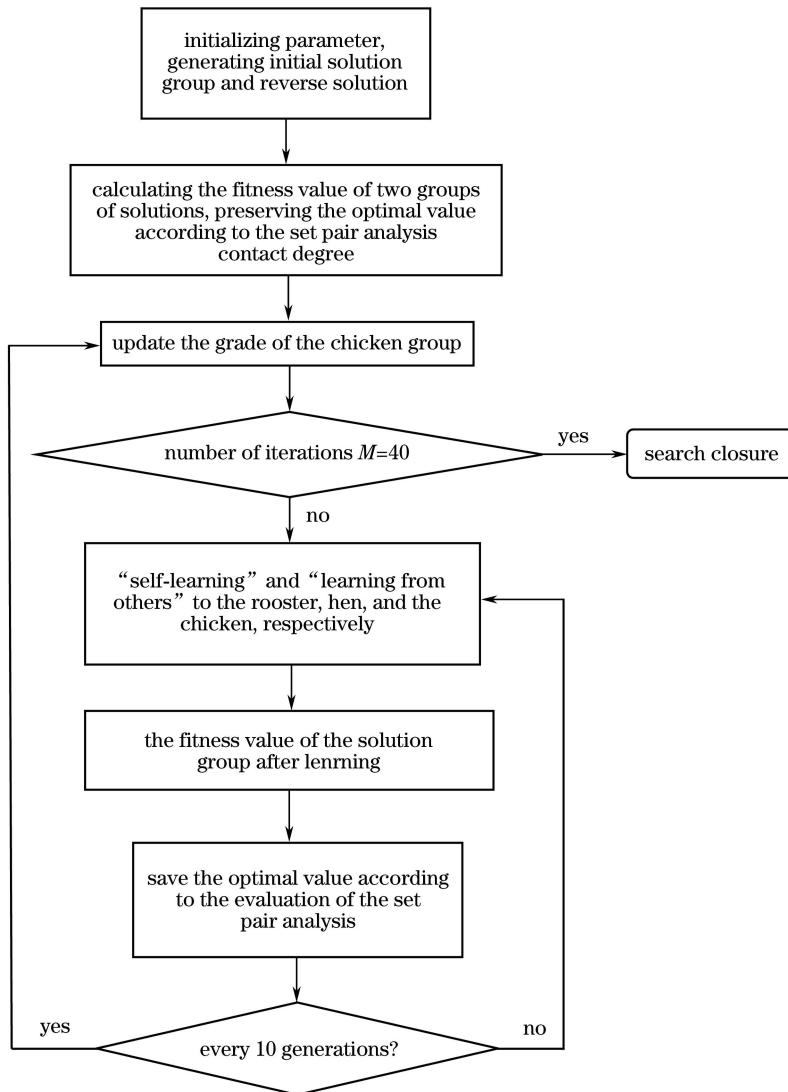 initializing parameter,
generating initial solution
group and reverse solution
calculating the fitness value of two groups
of solutions, preserving the optimal value
according to the set pair analysis
contact degree
update the grade of the chicken group
number of iterations M=40
yes
search closure
no
“self-learning” and “learning from
others” to the rooster, hen, and the
chicken, respectively
the fitness value of the solution
group after lenrning
save the optimal value according
to the evaluation of the set
pair analysis
yes
every 10 generations?
no